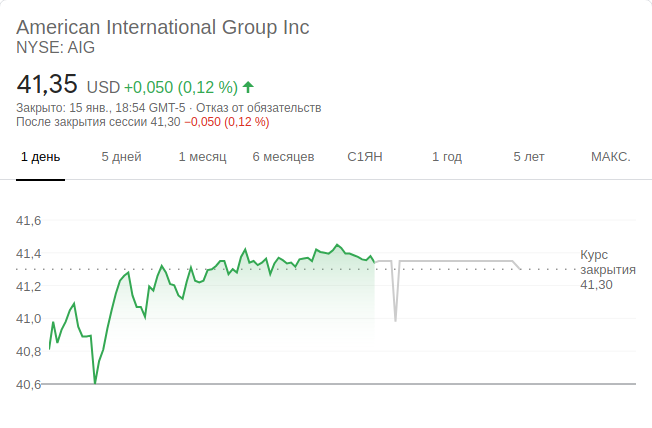 American International Group Inc
NYSE: AIG
41,35 USD +0,050 (0,12 %)
Закрыто: 15 янв., 18:54 GMT-5 · Отказ от обязательств
После закрытия сессии 41,30 −0,050 (0,12 %)
1 день 5 дней 1 месяц 6 месяцев С1ЯН 1 год 5 лет МАКС.
41,6
41,4
41,2
41,0
40,8
40,6
Курс
закрытия
41,30